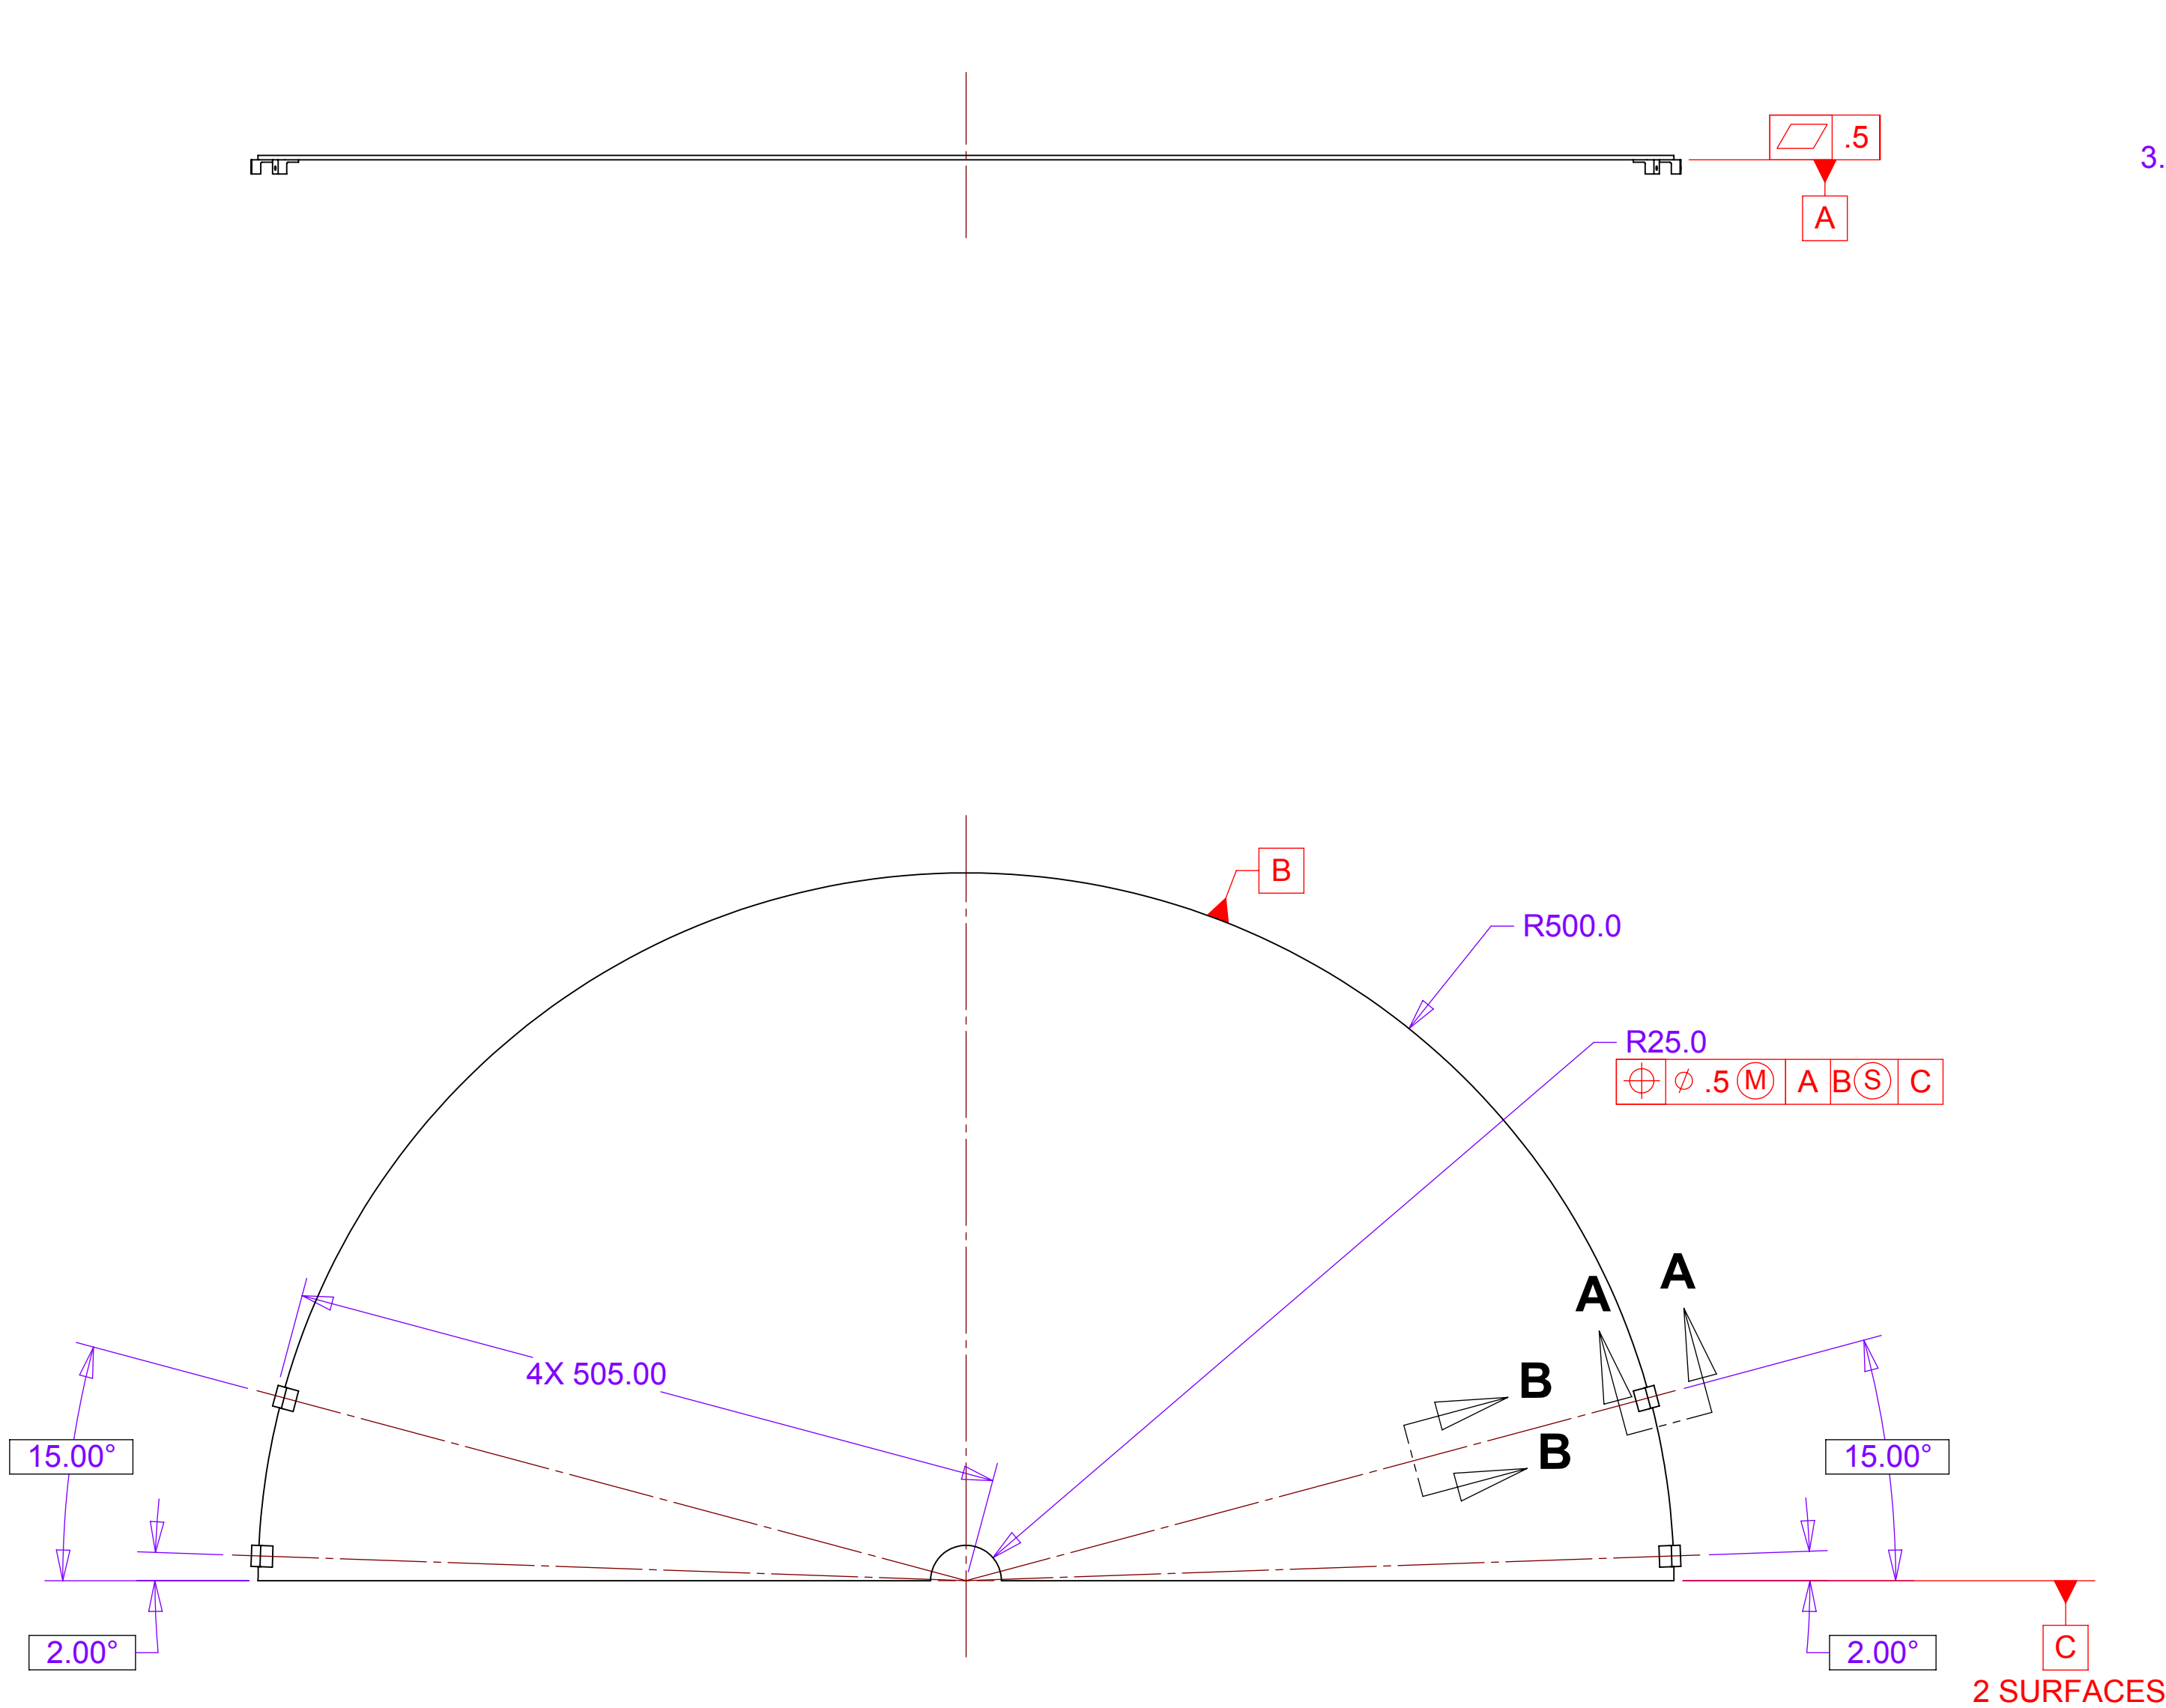 .5
3.
A
B
R500.0
R25.0
⌀ .5 Ⓜ A B Ⓢ C
A
A
4X 505.00
B
B
15.00°
15.00°
2.00°
2.00°
C
2 SURFACES